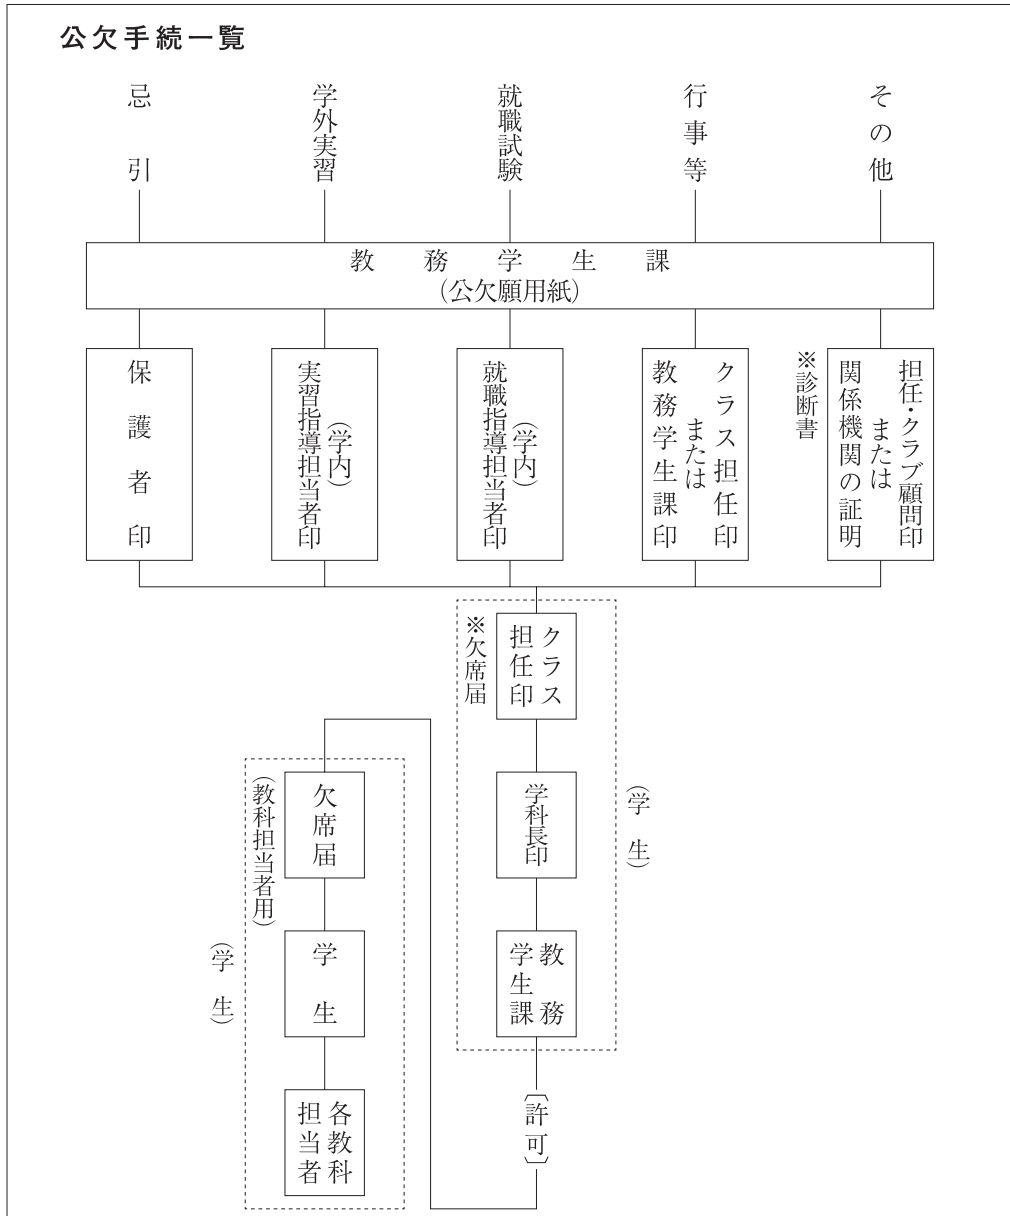 公欠手続一覧
忌引
学外実習
就職試験
行事等
その他
教務学生課
(公欠願用紙)
保護者印
(学内)
実習指導担当者印
(学内)
就職指導担当者印
クラス担任印
または
教務学生課印
担任・クラブ顧問印
または
関係機関の証明
※診断書
クラス
担任印
※欠席届
学科長印
教務
学生課
(学生)
〔許可〕
欠席届
(教科担当者用)
学生
各教科
担当者
(学生)